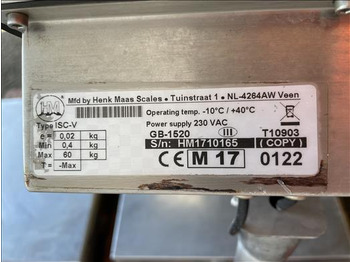 HM
Mfd by Henk Maas Scales • Tuinstraat 1 • NL-4264AW Veen
Operating temp. -10°C / +40°C
Power supply 230 VAC
Type ISC-V
e = 0,02 kg
Min 0,4 kg
Max 60 kg
T = -Max
GB-1520 III T10903
S/n: HM1710165 (COPY)
CE M 17 0122